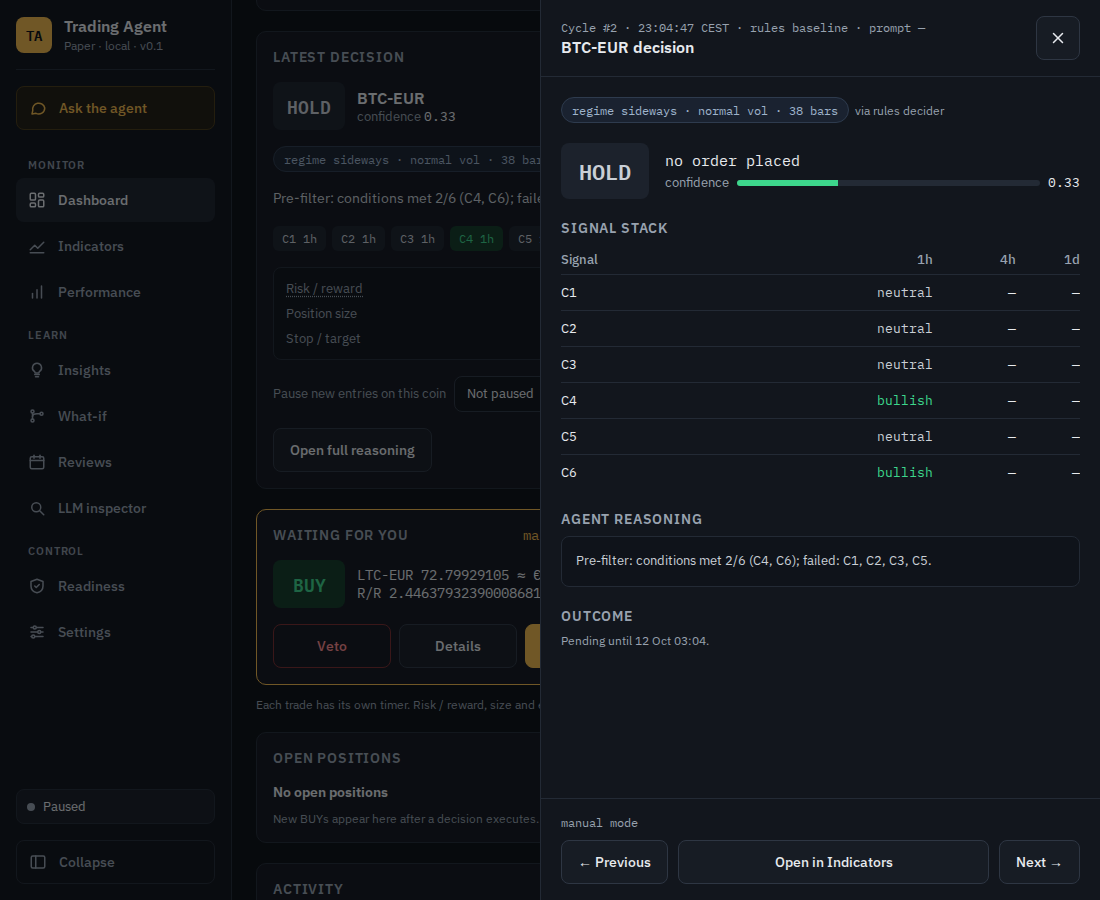 TA
Trading Agent
Paper · local · v0.1
Ask the agent
MONITOR
Dashboard
Indicators
Performance
LEARN
Insights
What-if
Reviews
LLM inspector
CONTROL
Readiness
Settings
Paused
Collapse
LATEST DECISION
HOLD
BTC-EUR
confidence 0.33
regime sideways · normal vol · 38 bar
Pre-filter: conditions met 2/6 (C4, C6); faile
C1 1h C2 1h C3 1h C4 1h C5
Risk / reward
Position size
Stop / target
Pause new entries on this coin Not paused
Open full reasoning
WAITING FOR YOU
BUY
LTC-EUR 72.79929105 ≈ €
R/R 2.44637932390008681
Veto Details
Each trade has its own timer. Risk / reward, size and
OPEN POSITIONS
No open positions
New BUYs appear here after a decision executes.
ACTIVITY
Cycle #2 · 23:04:47 CEST · rules baseline · prompt —
BTC-EUR decision
regime sideways · normal vol · 38 bars via rules decider
HOLD
no order placed
confidence 0.33
SIGNAL STACK
Signal 1h 4h 1d
C1 neutral — —
C2 neutral — —
C3 neutral — —
C4 bullish — —
C5 neutral — —
C6 bullish — —
AGENT REASONING
Pre-filter: conditions met 2/6 (C4, C6); failed: C1, C2, C3, C5.
OUTCOME
Pending until 12 Oct 03:04.
manual mode
← Previous Open in Indicators Next →